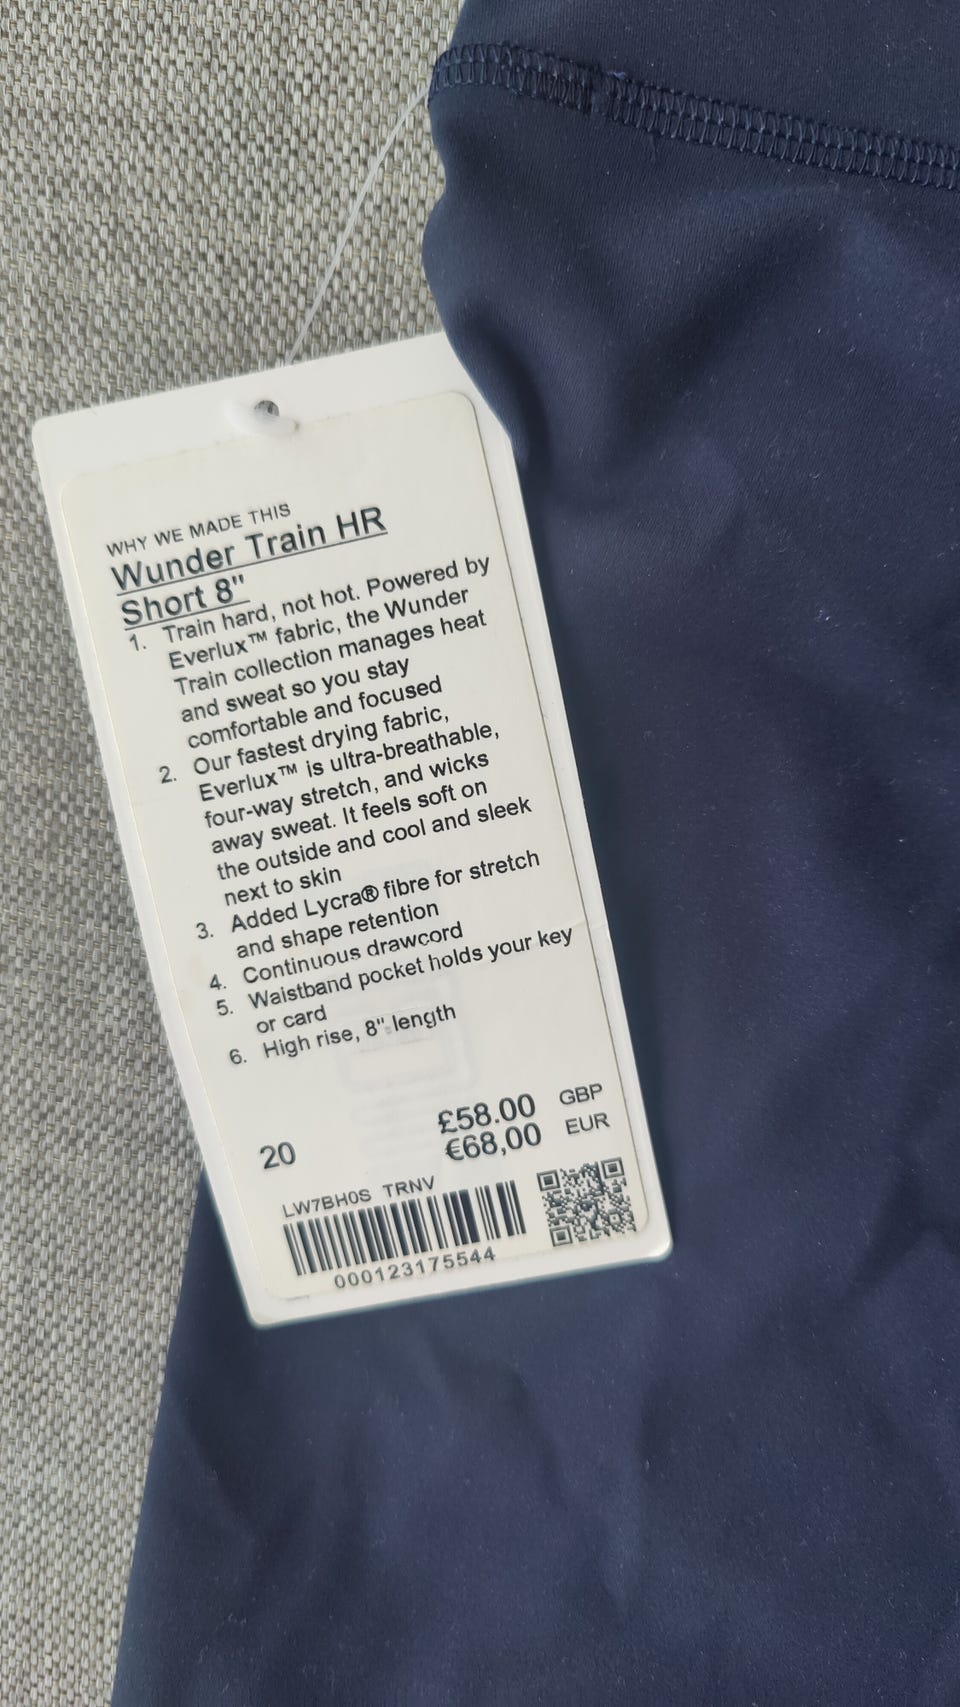 WHY WE MADE THIS
Wunder Train HR
Short 8"
1. Train hard, not hot. Powered by
Everlux™ fabric, the Wunder
Train collection manages heat
and sweat so you stay
comfortable and focused
2. Our fastest drying fabric,
Everlux™ is ultra-breathable,
four-way stretch, and wicks
away sweat. It feels soft on
the outside and cool and sleek
next to skin
3. Added Lycra® fibre for stretch
and shape retention
4. Continuous drawcord
5. Waistband pocket holds your key
or card
6. High rise, 8" length
£58.00 GBP
20 €68,00 EUR
LW7BH0S TRNV
000123175544